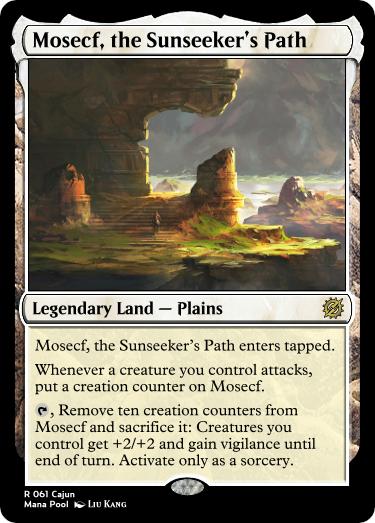 Mosecf, the Sunseeker's Path
Legendary Land — Plains
Mosecf, the Sunseeker's Path enters tapped.
Whenever a creature you control attacks,
put a creation counter on Mosecf.
, Remove ten creation counters from
Mosecf and sacrifice it: Creatures you
control get +2/+2 and gain vigilance until
end of turn. Activate only as a sorcery.
R 061 Cajun
Mana Pool Liu Kang